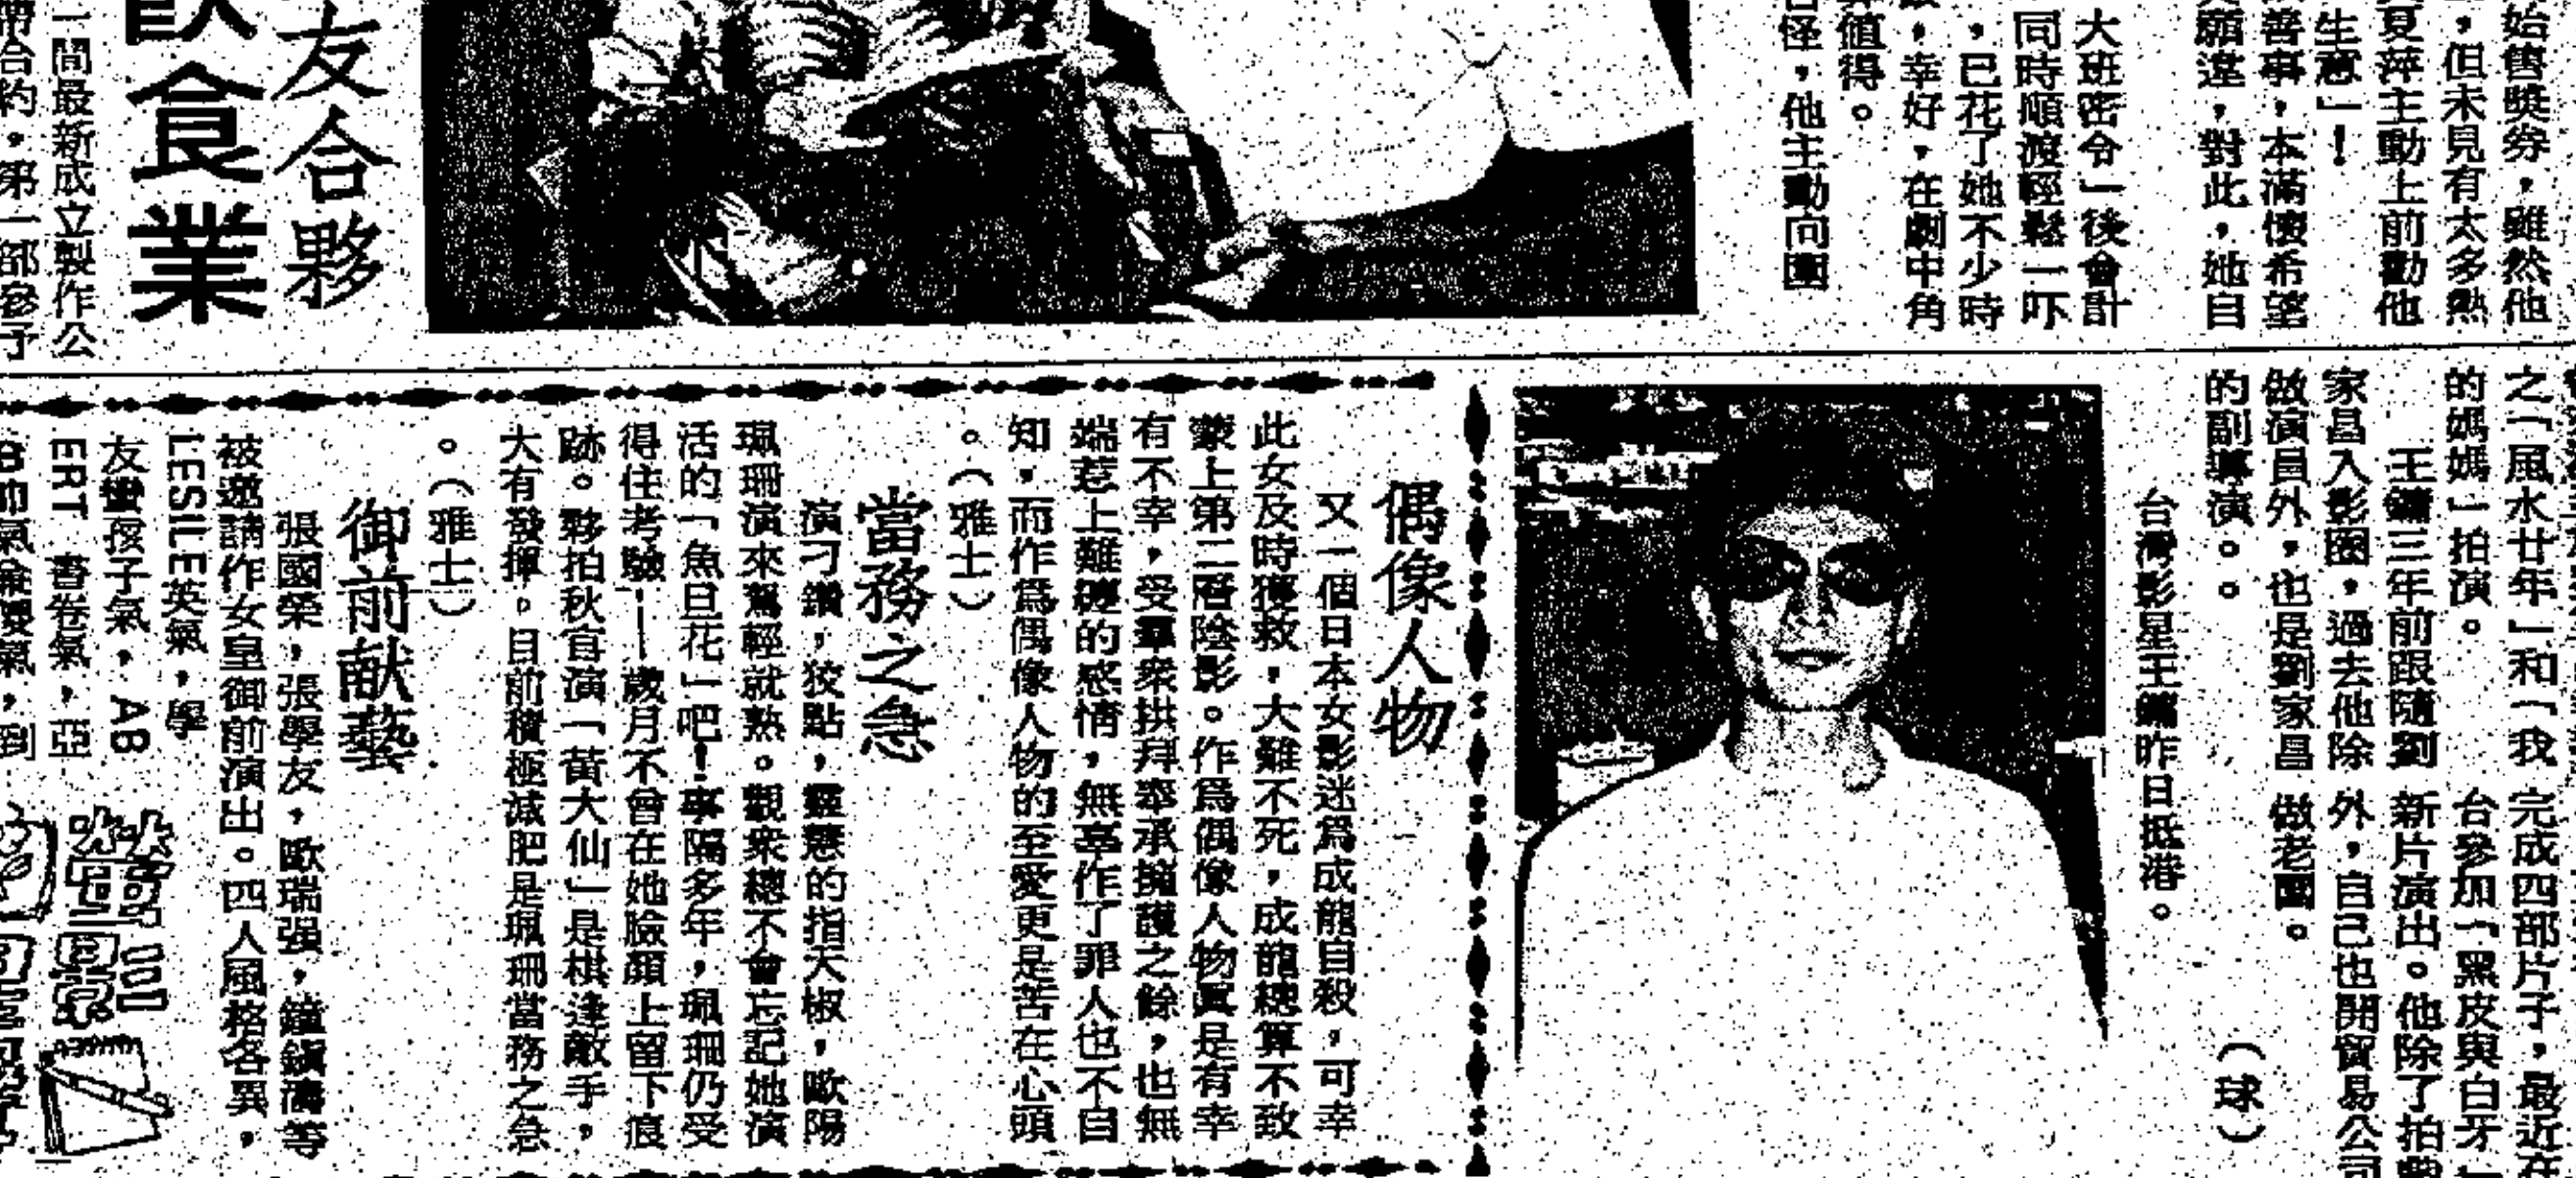 始售獎券，雖然他
，但未見有太多熟
夏萍主動上前勸他
生意」！
善事，本滿懷希望
願違，對此，她自
大班密令」後會計
同時順渡輕鬆一吓
，已花了她不少時
，幸好，在劇中角
值得。
怪，他主動向圍
友合夥
飲食業
一間最新成立製作公
帶合約，第一部參予
之「風水廿年」和「我
的媽媽」拍演。
王鏞三年前跟隨劉
家昌入影圈，過去他除
做演員外，也是劉家昌
的副導演。。
完成四部片子，最近在
台參加「黑皮與白牙」
新片演出。他除了拍戲
外，自己也開貿易公司
做老闆。
（球）
台灣影星王鏞昨日抵港。
偶像人物
又一個日本女影迷爲成龍自殺，可幸
此女及時獲救，大難不死，成龍總算不致
蒙上第二層陰影。作爲偶像人物眞是有幸
有不幸，受羣衆拱拜奉承擁護之餘，也無
端惹上難纏的感情，無辜作了罪人也不自
知，而作爲偶像人物的至愛更是苦在心頭
。（雅士）
當務之急
演刁鑽，狡黠，靈慧的指天椒，歐陽
珮珊演來駕輕就熟。觀衆總不會忘記她演
活的「魚旦花」吧！事隔多年，珮珊仍受
得住考驗！——歲月不曾在她臉顏上留下痕
跡。夥拍秋官演「黃大仙」是棋逢敵手，
大有發揮。目前積極減肥是珮珊當務之急
。（雅士）
御前献藝
張國榮，張學友，歐瑞强，鐘鎭濤等
被邀請作女皇御前演出。四人風格各異，
LESILE英氣，學
友蠻孩子氣，AB
ERT 書卷氣，亞